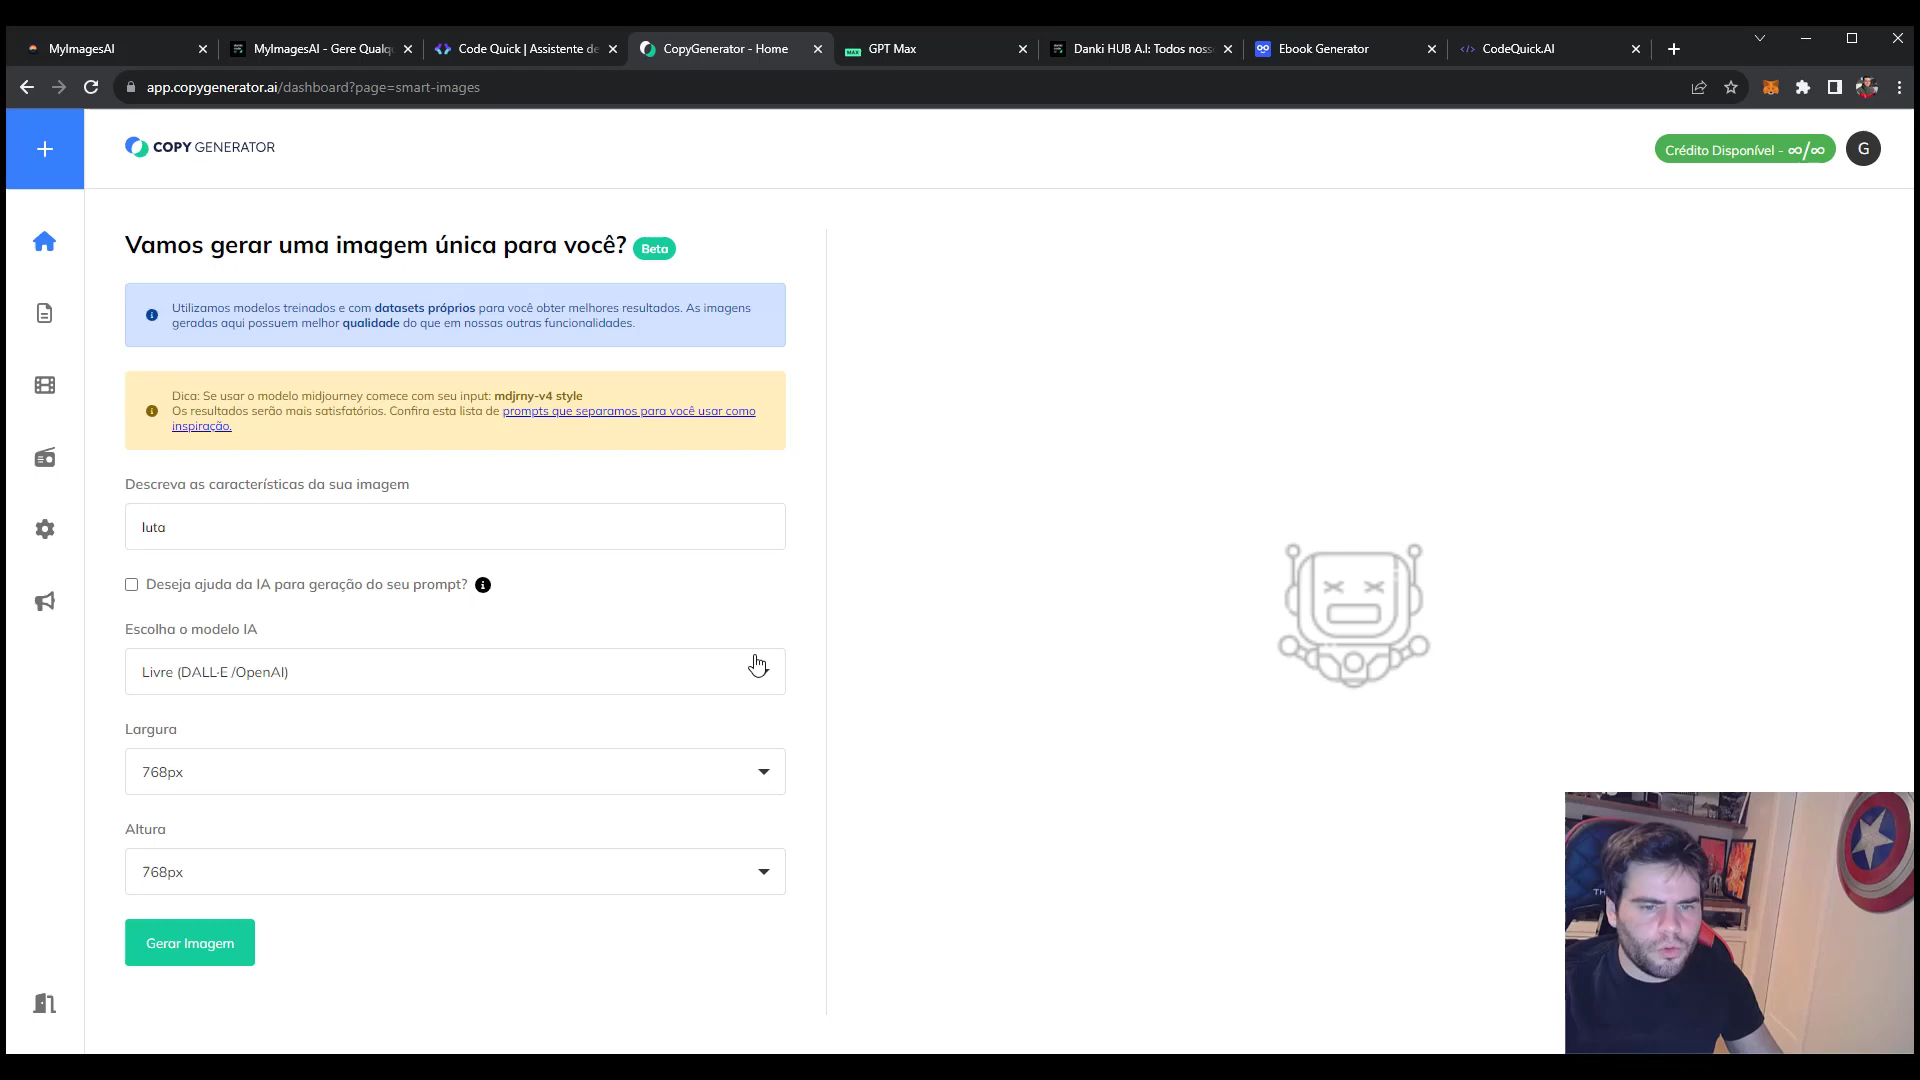 MyImagesAI
MyImagesAI - Gere Qualq
Code Quick | Assistente de
CopyGenerator - Home
GPT Max
Danki HUB A.I: Todos noss
Ebook Generator
CodeQuick.AI
app.copygenerator.ai/dashboard?page=smart-images
COPY GENERATOR
Crédito Disponível - ∞/∞
G
Vamos gerar uma imagem única para você? Beta
Utilizamos modelos treinados e com datasets próprios para você obter melhores resultados. As imagens
geradas aqui possuem melhor qualidade do que em nossas outras funcionalidades.
Dica: Se usar o modelo midjourney comece com seu input: mdjrny-v4 style
Os resultados serão mais satisfatórios. Confira esta lista de prompts que separamos para você usar como
inspiração.
Descreva as características da sua imagem
luta
Deseja ajuda da IA para geração do seu prompt?
Escolha o modelo IA
Livre (DALL-E /OpenAI)
Largura
768px
Altura
768px
Gerar Imagem